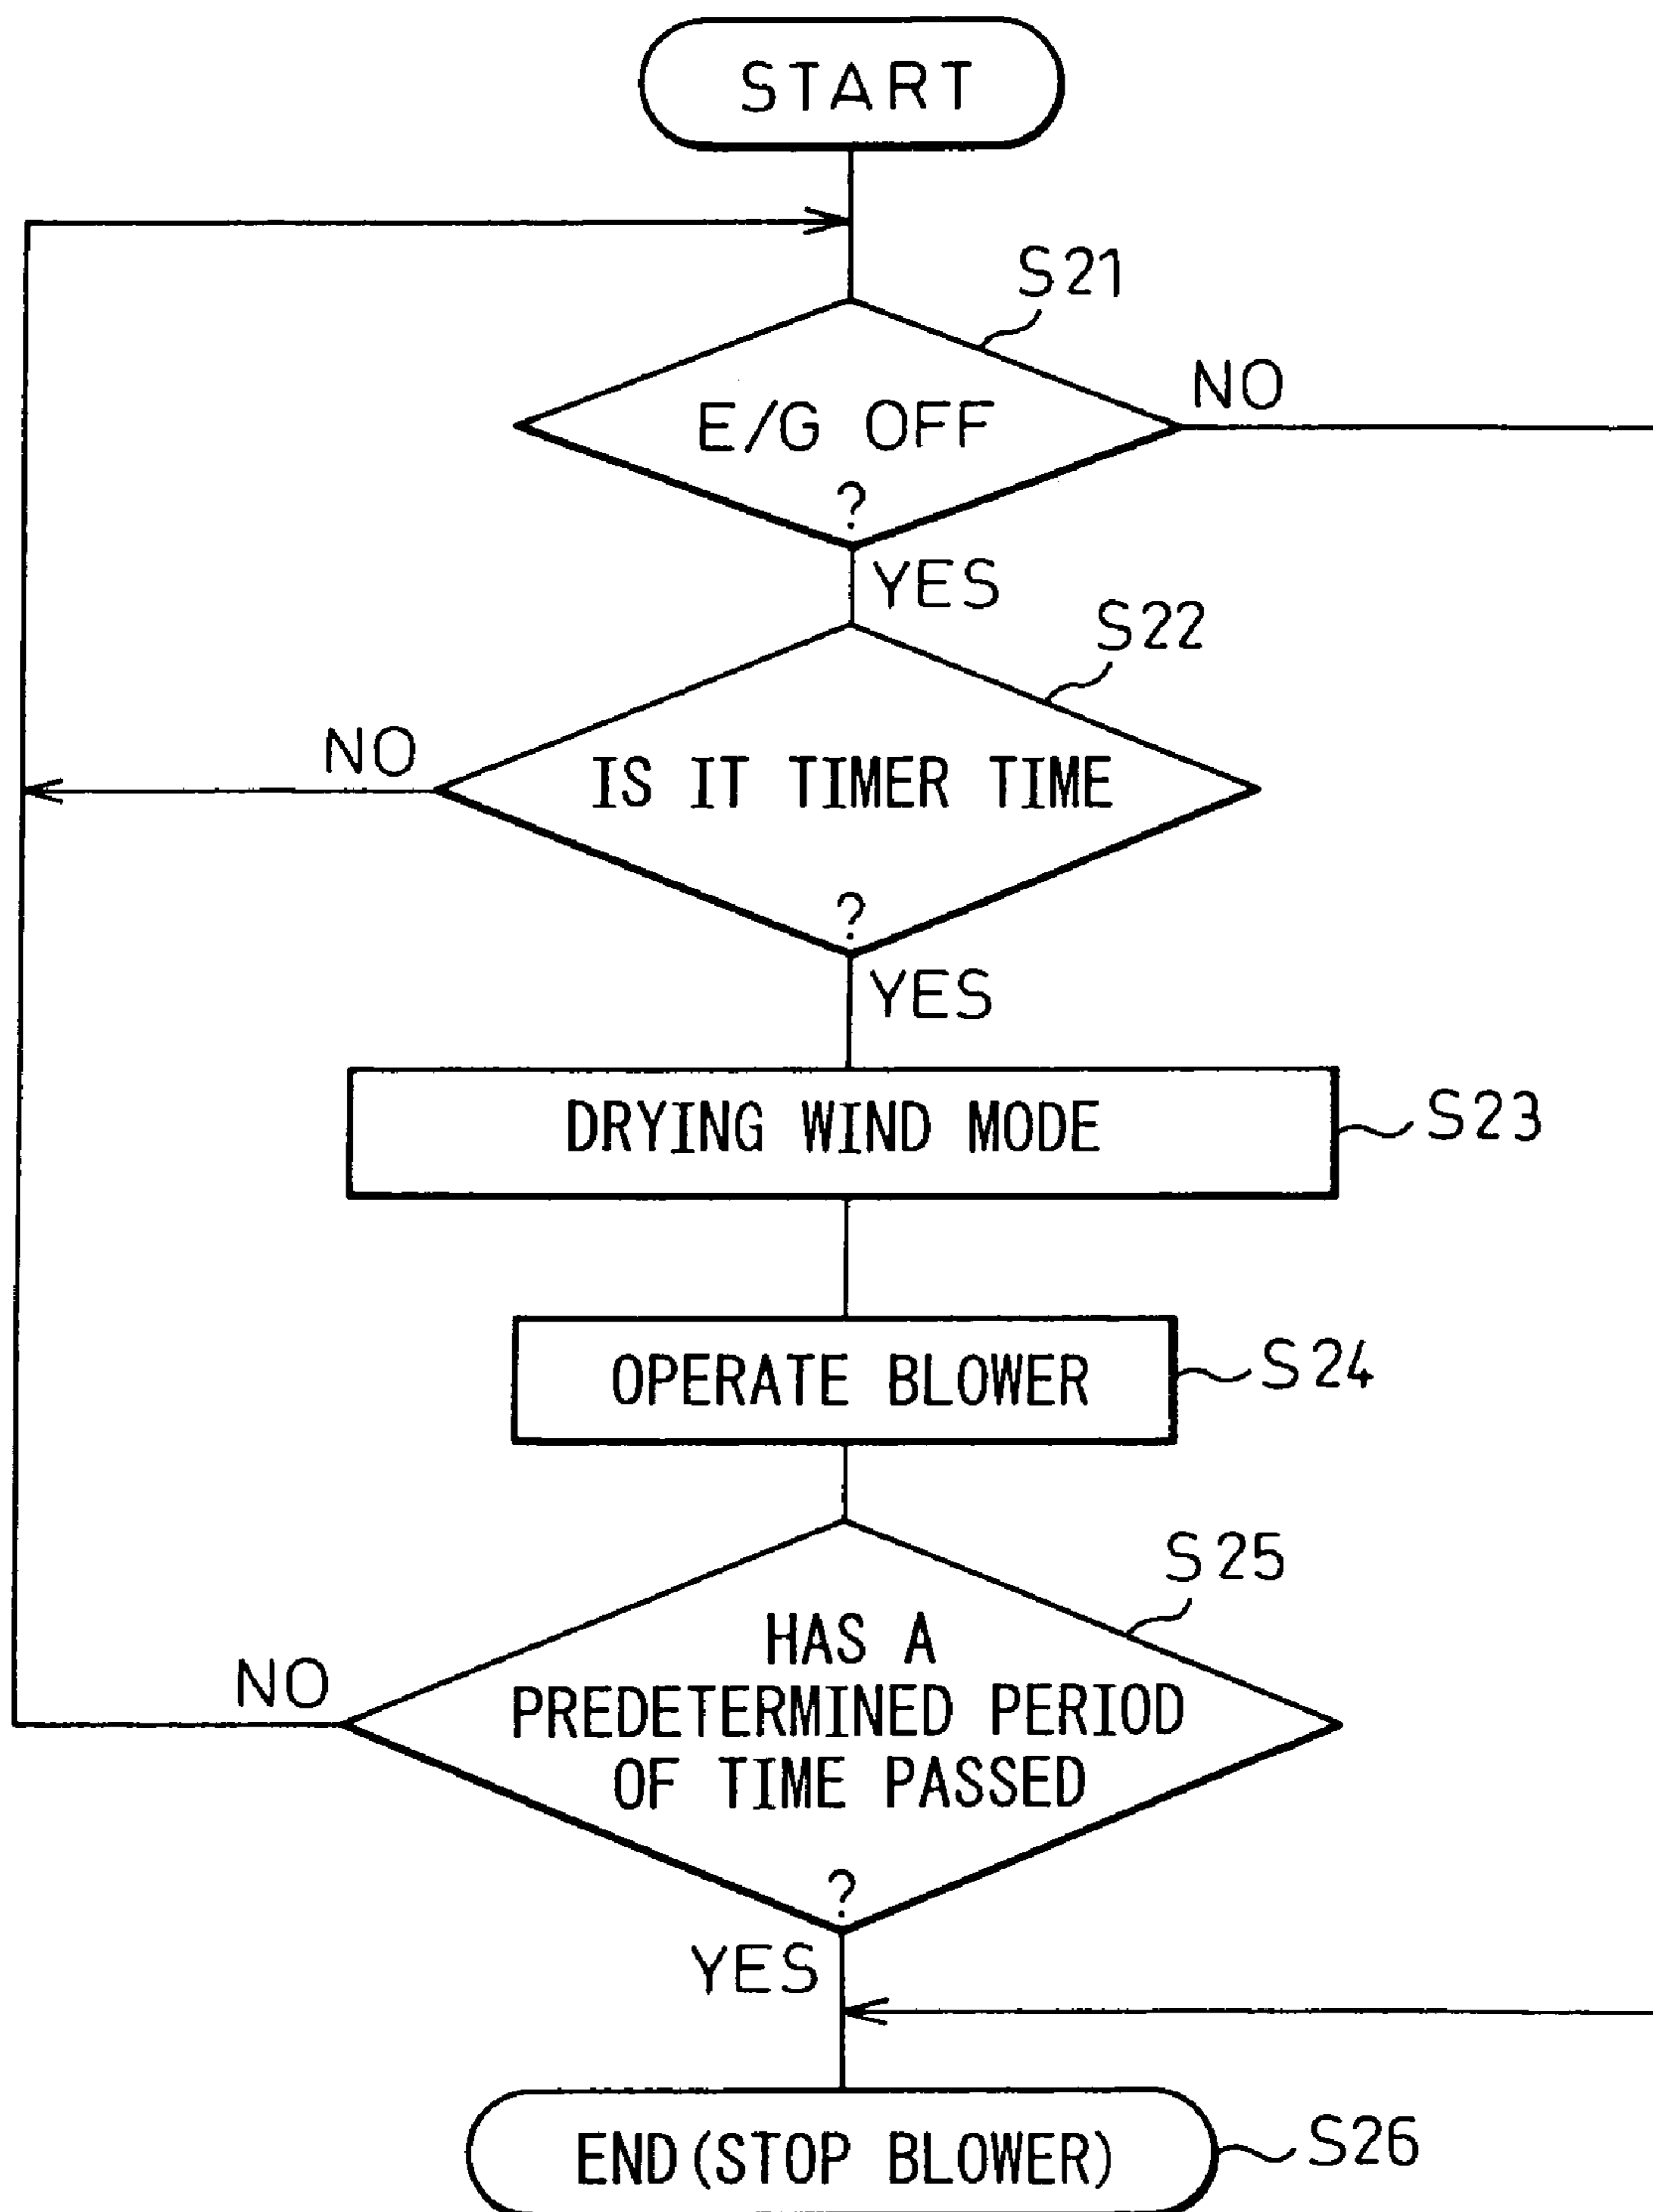 START
S21
E/G OFF
?
NO
YES
S22
IS IT TIMER TIME
?
NO
YES
DRYING WIND MODE
S23
OPERATE BLOWER
S24
S25
HAS A
PREDETERMINED PERIOD
OF TIME PASSED
?
NO
YES
END(STOP BLOWER)
S26